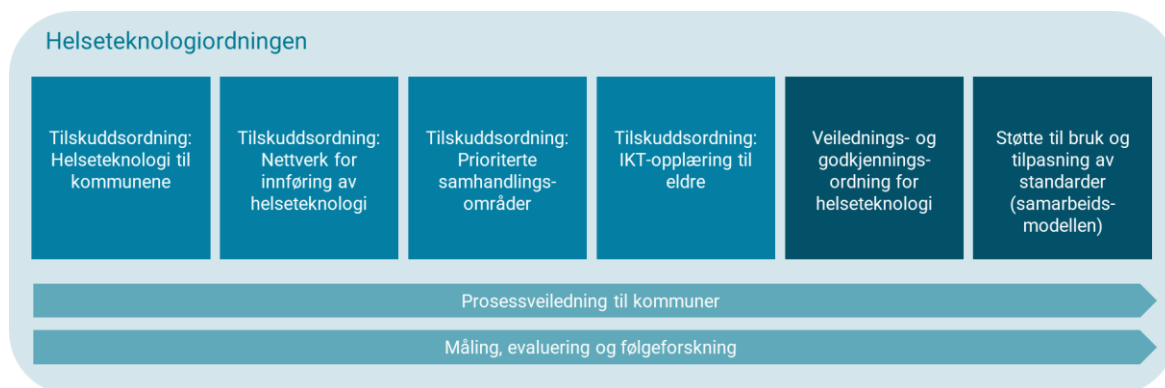 Helseteknologiordningen
Tilskuddsordning:
Helseteknologi til
kommunene
Tilskuddsordning:
Nettverk for
innføring av
helseteknologi
Tilskuddsordning:
Prioriterte
samhandlings-
områder
Tilskuddsordning:
IKT-opplæring til
eldre
Veilednings- og
godkjennings-
ordning for
helseteknologi
Støtte til bruk og
tilpasning av
standarder
(samarbeids-
modellen)
Prosessveiledning til kommuner
Måling, evaluering og følgeforskning